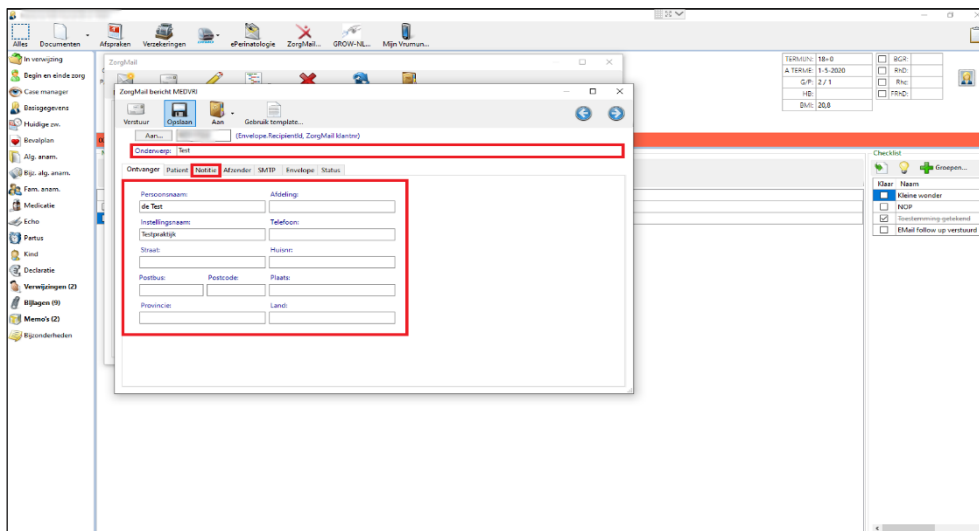 Alles Documenten Afspraken Verzekeringen ePerinatologie ZorgMail... GROW-NL... Mijn Vrumun...
In verwijzing
Begin en einde zorg
Case manager
Basisgegevens
Huidige zw.
Bevalplan
Alg. anam.
Bijz. alg. anam.
Fam. anam.
Medicatie
Echo
Partus
Kind
Declaratie
Verwijzingen (2)
Bijlagen (9)
Memo's (2)
Bijzonderheden
ZorgMail
ZorgMail bericht MEDVRI
Verstuur Opslaan Aan Gebruik template...
Aan... (Envelope.RecipientId, ZorgMail klantnr)
Onderwerp: Test
Ontvanger Patient Notitie Afzender SMTP Envelope Status
Persoonsnaam: Afdeling:
de Test
Instellingsnaam: Telefoon:
Testpraktijk
Straat: Huisnr:
Postbus: Postcode: Plaats:
Provincie: Land:
TERMIJN: 18+0 BGR:
A TERME: 1-5-2020 RhD:
G/P: 2 / 1 Rhc:
HB: FRHD:
BMI: 20,8
Checklist
Groepen...
Klaar Naam
Kleine wonder
NOP
Toestemming getekend
EMail follow up verstuurd